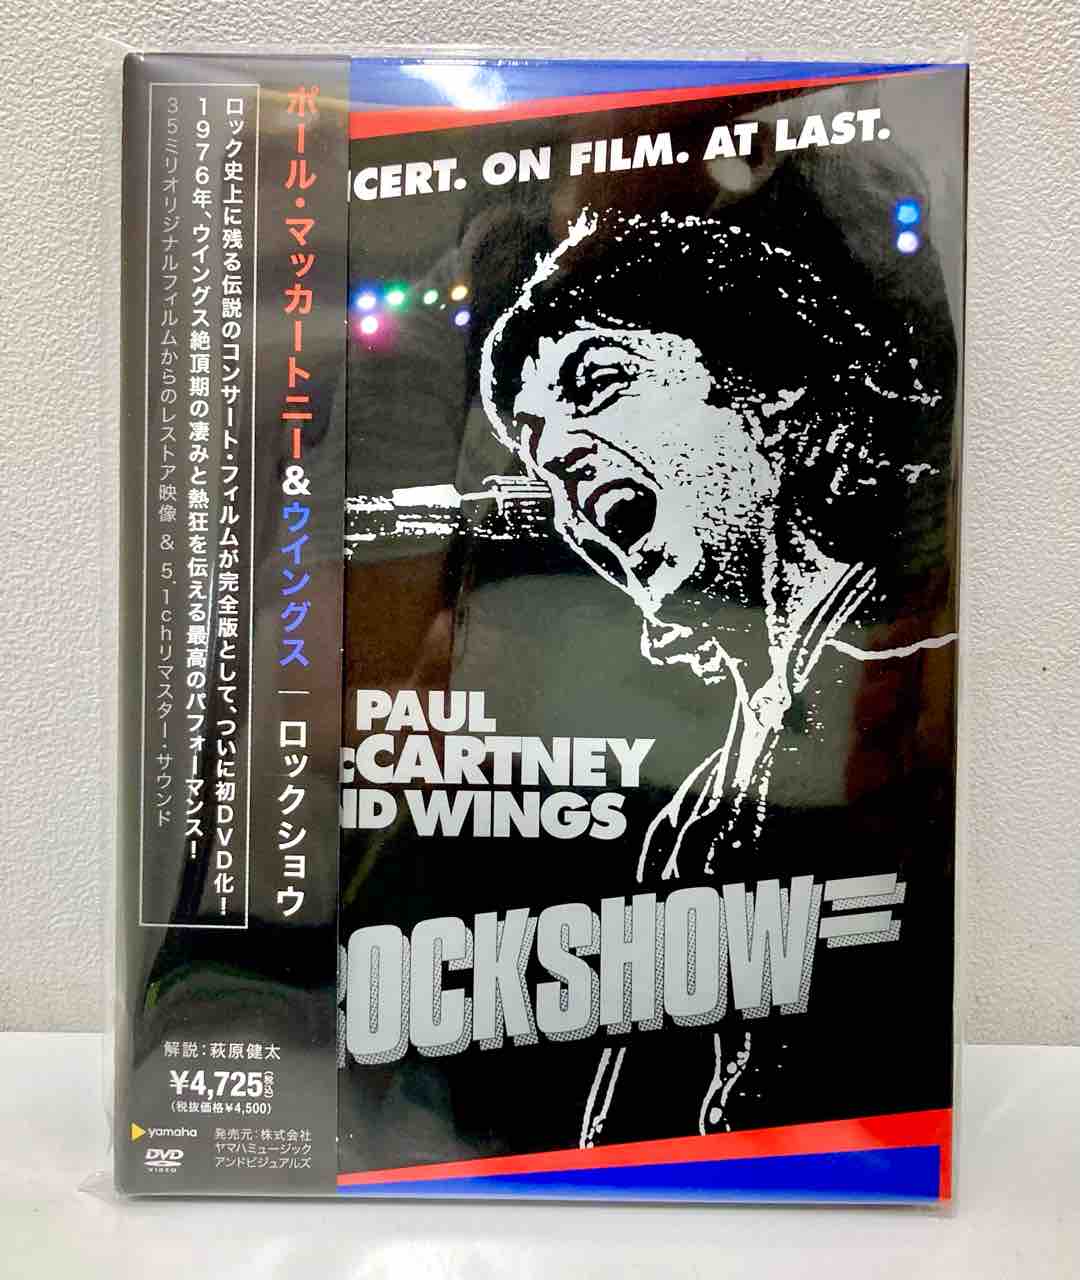 ポール・マッカートニー&ウイングス｜ロックショウ
ロック史上に残る伝説のコンサート・フィルムが完全版として、ついに初DVD化!
1976年、ウイングス絶頂期の凄みと熱狂を伝える最高のパフォーマンス!
35ミリオリジナルフィルムからのレストア映像 & 5.1chリマスター・サウンド
解説：萩原健太
¥4,725(税込)
(税抜価格¥4,500)
yamaha
DVD
VIDEO
発売元：株式会社
ヤマハミュージック
アンドビジュアルズ
NCERT. ON FILM. AT LAST.
PAUL
McCARTNEY
ND WINGS
ROCKSHOW